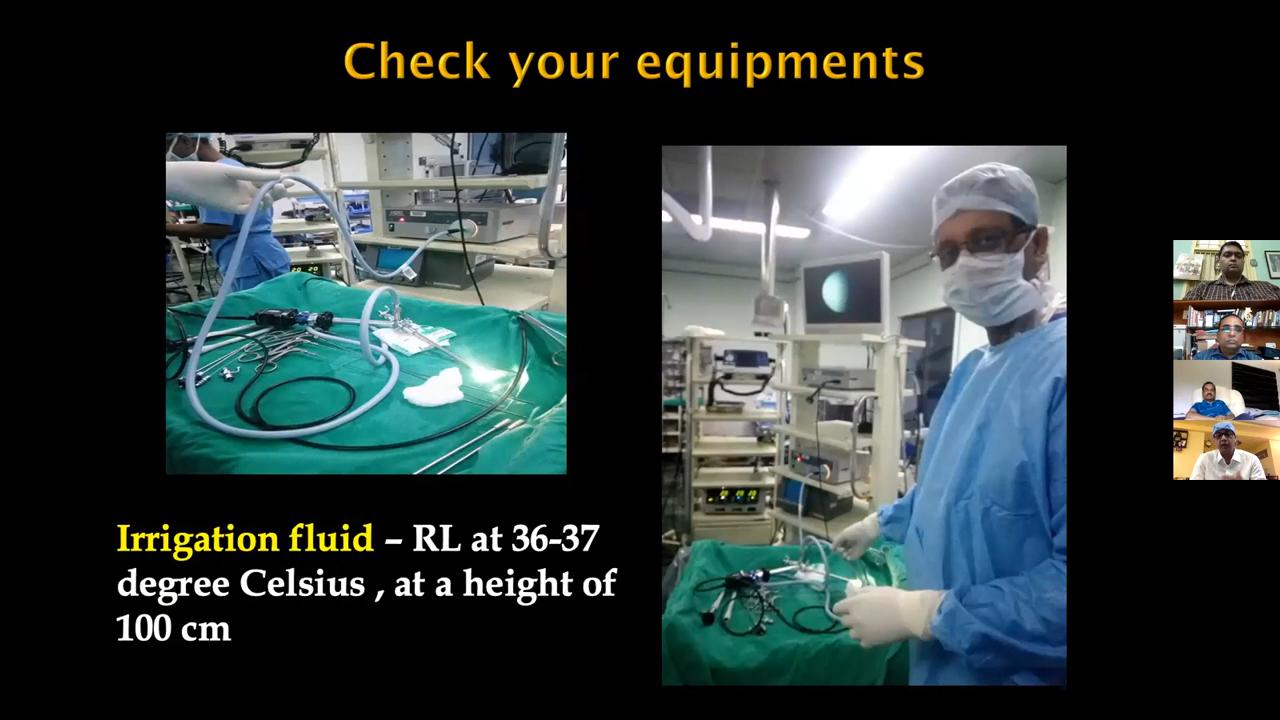 Check your equipments
Irrigation fluid – RL at 36-37
degree Celsius , at a height of
100 cm